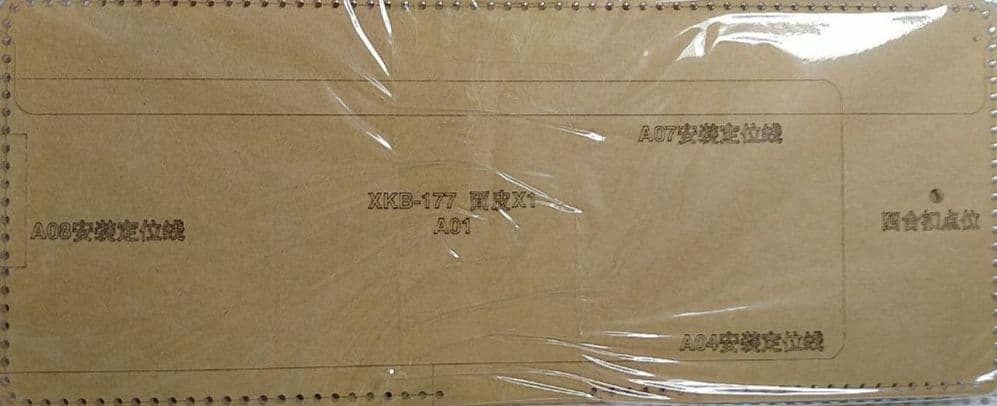 A07安装定位线
XKB-177 面皮X1
A01
A08安装定位线
四合扣点位
A04安装定位线